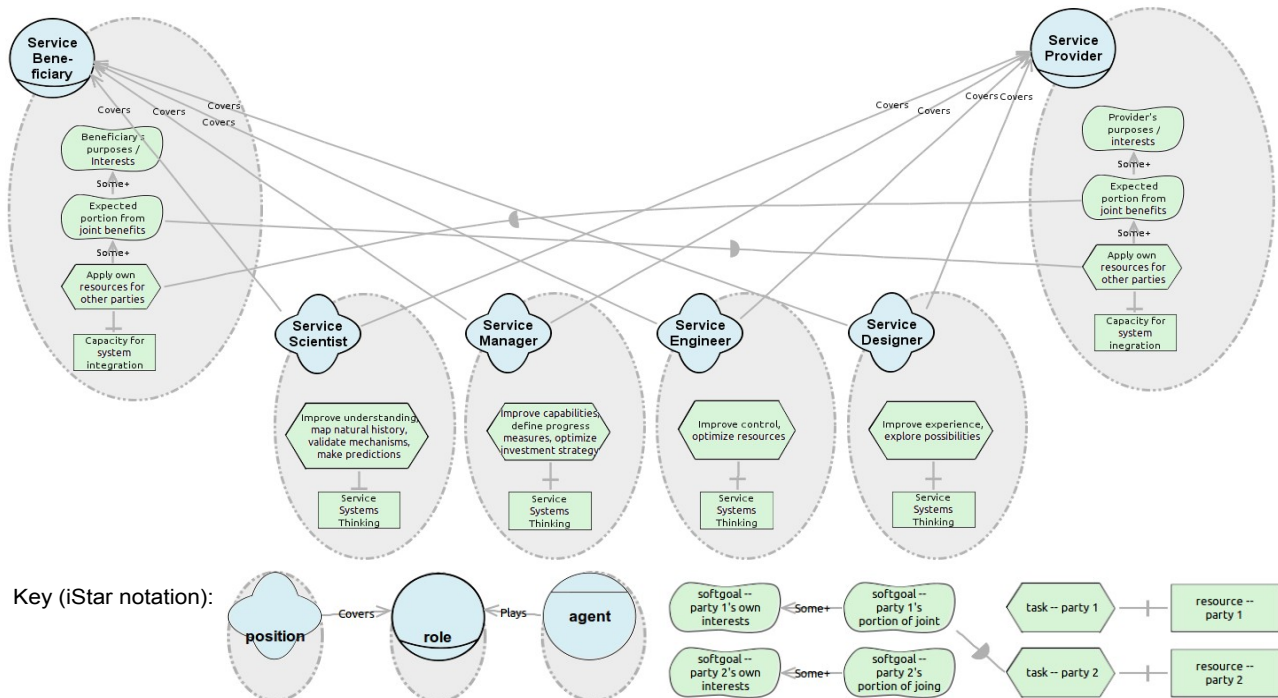 Service
Bene-
ficiary
Service
Provider
Covers
Covers
Covers
Covers
Covers
Covers
Covers Covers
Beneficiary's
purposes /
Interests
Some+
Expected
portion from
joint benefits
Some+
Apply own
resources for
other parties
Capacity for
system
integration
Provider's
purposes /
interests
Some+
Expected
portion from
joint benefits
Some+
Apply own
resources for
other parties
Capacity for
system
inegration
Service
Scientist
Improve understanding,
map natural history,
validate mechanisms,
make predictions
Service
Systems
Thinking
Service
Manager
Improve capabilities,
define progress
measures, optimize
investment strategy
Service
Systems
Thinking
Service
Engineer
Improve control,
optimize resources
Service
Systems
Thinking
Service
Designer
Improve experience,
explore possibilities
Service
Systems
Thinking
Key (iStar notation):
position
Covers
role
Plays
agent
softgoal --
party 1's own
interests
Some+
softgoal --
party 1's
portion of joint
task -- party 1
resource --
party 1
softgoal --
party 2's own
interests
Some+
softgoal --
party 2's
portion of joing
task -- party 2
resource --
party 2